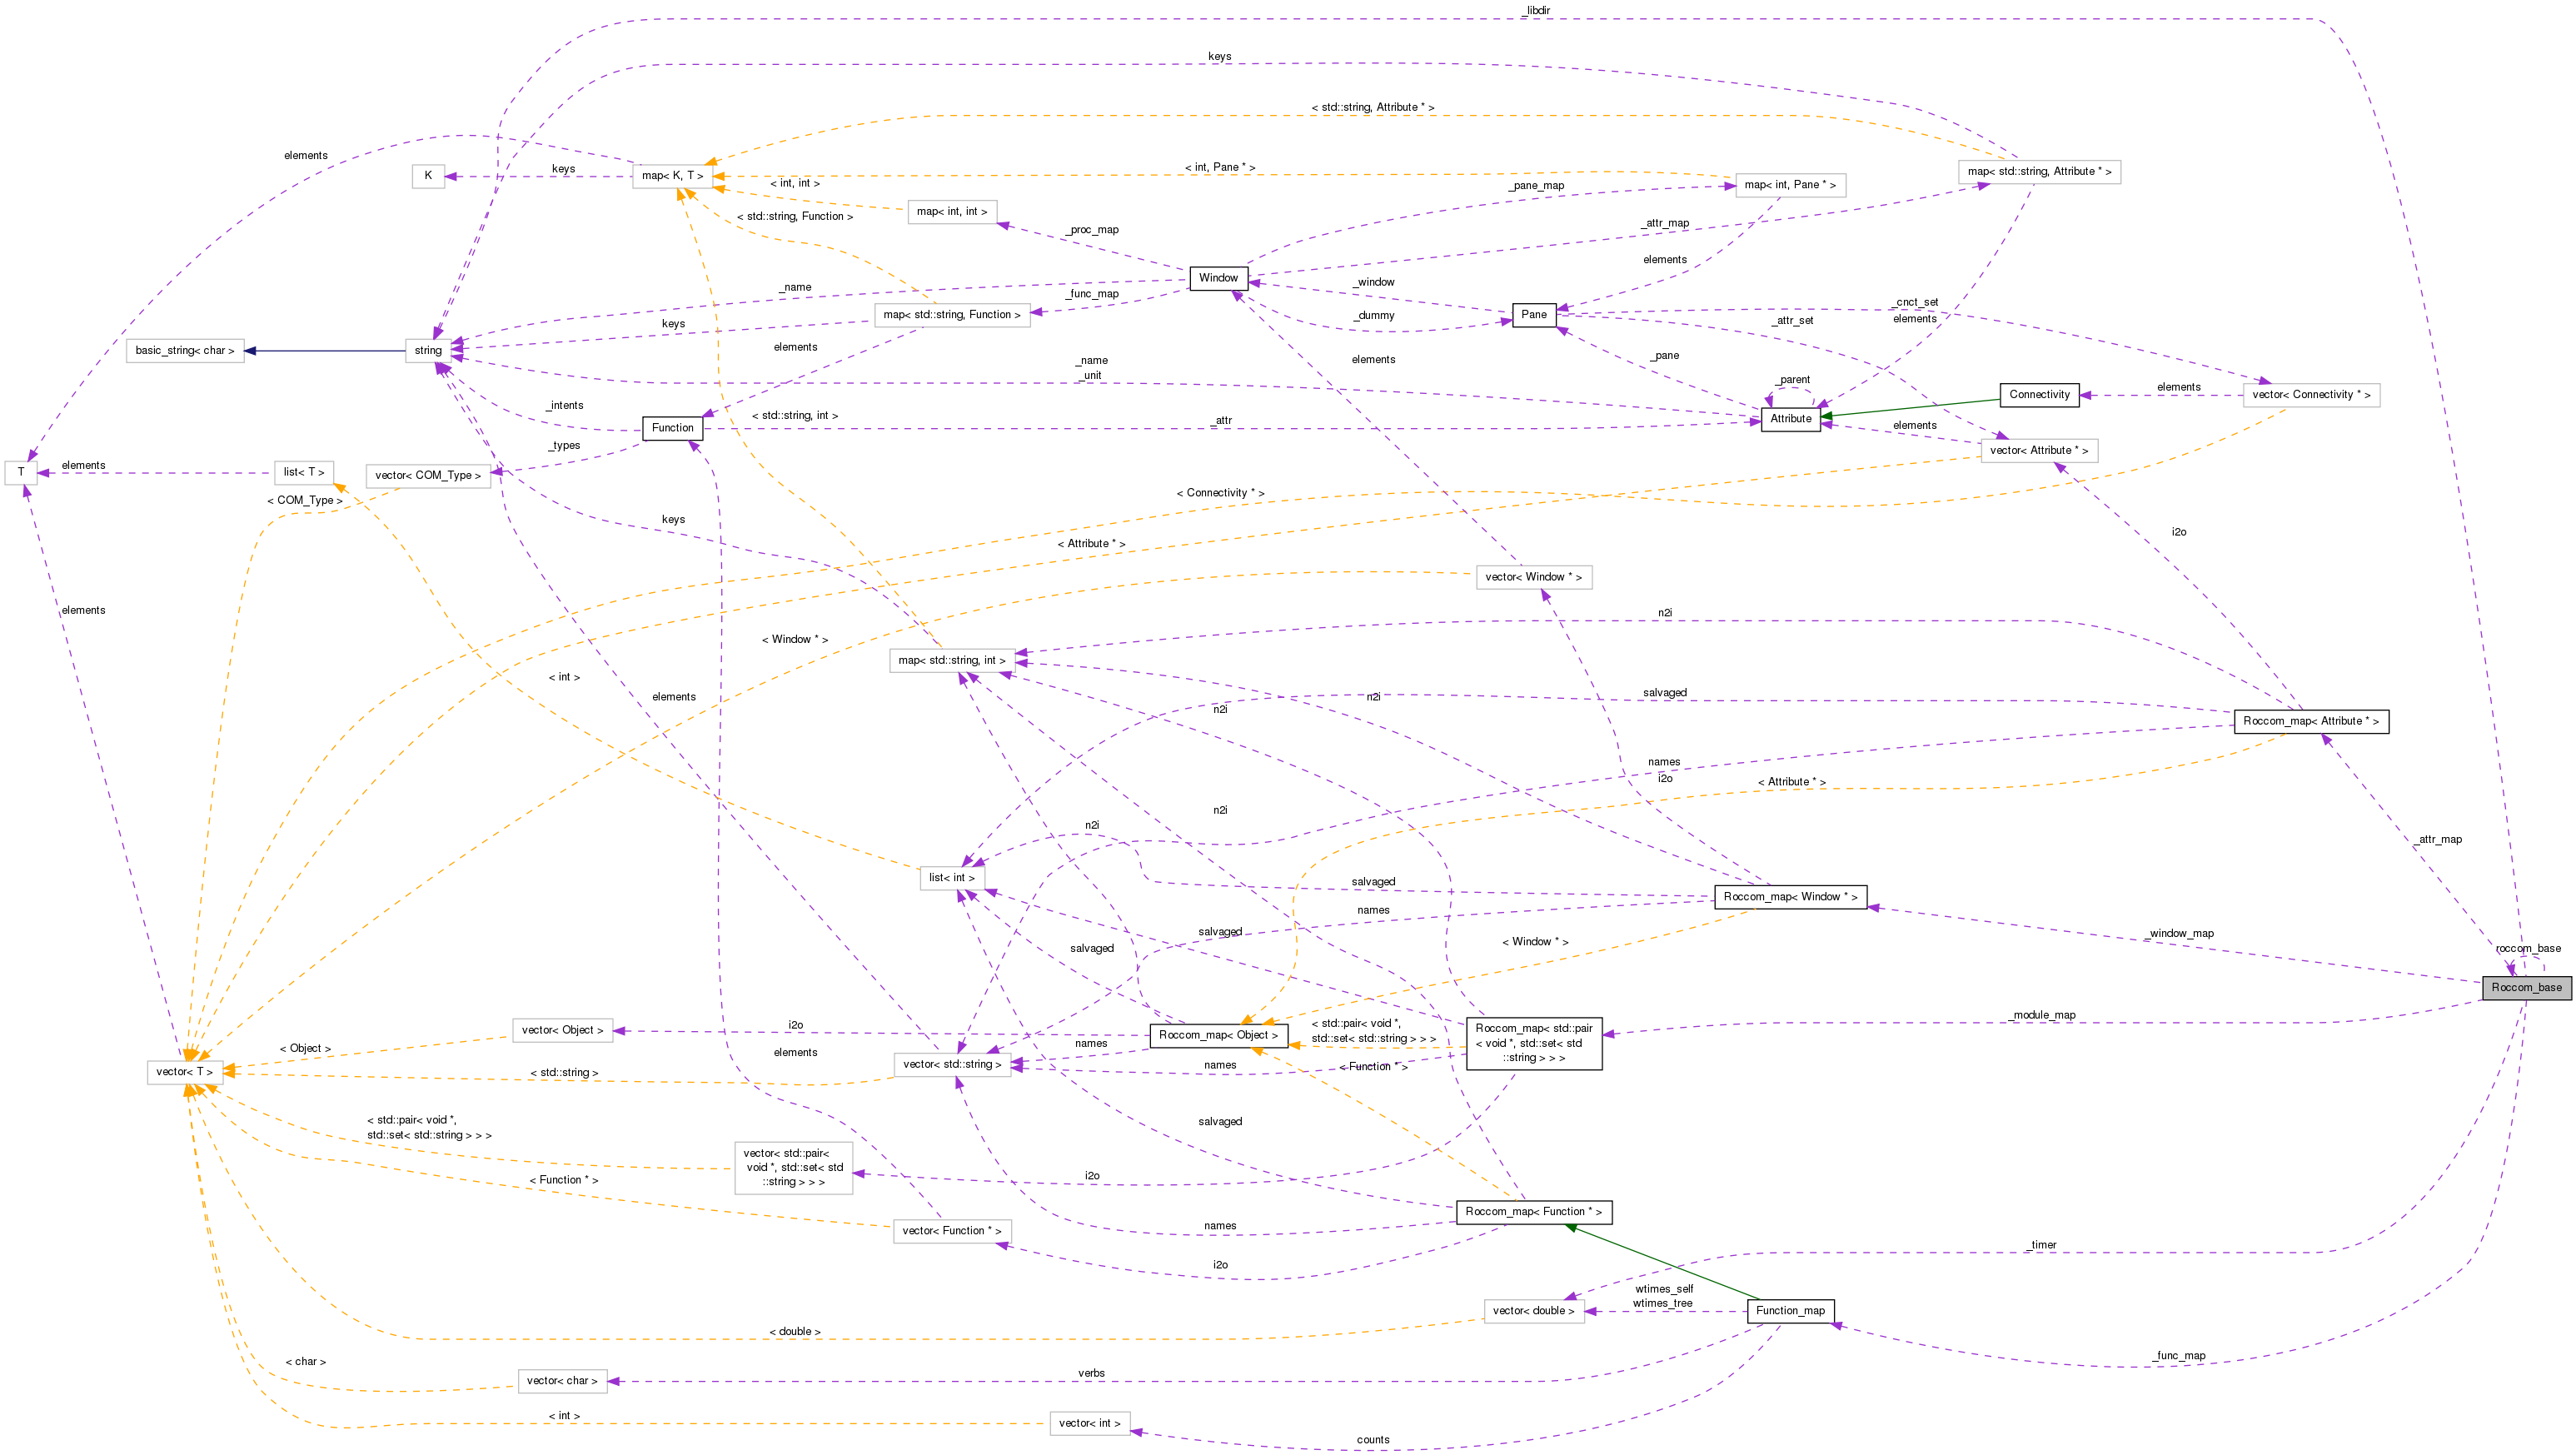 _libdir
keys
< std::string, Attribute * >
elements
K
keys
map< K, T >
< int, Pane * >
map< std::string, Attribute * >
< int, int >
_pane_map
map< int, Pane * >
< std::string, Function >
map< int, int >
_proc_map
_attr_map
elements
Window
_name
_func_map
_window
_cnct_set
map< std::string, Function >
_dummy
Pane
_attr_set
elements
keys
basic_string< char >
string
elements
_name
_unit
elements
_pane
_parent
elements
Connectivity
vector< Connectivity * >
_intents
< std::string, int >
Function
_attr
Attribute
elements
_types
vector< Attribute * >
T
elements
list< T >
vector< COM_Type >
< COM_Type >
< Connectivity * >
keys
i2o
< Attribute * >
vector< Window * >
elements
n2i
< Window * >
map< std::string, int >
< int >
elements
n2i
salvaged
n2i
Roccom_map< Attribute * >
names
i2o
< Attribute * >
n2i
n2i
_attr_map
list< int >
salvaged
Roccom_map< Window * >
names
salvaged
_window_map
salvaged
< Window * >
roccom_base
Roccom_base
vector< Object >
i2o
Roccom_map< Object >
< std::pair< void *,
std::set< std::string > > >
Roccom_map< std::pair
< void *, std::set< std
::string > > >
_module_map
< Object >
names
elements
vector< T >
< std::string >
vector< std::string >
names
< Function * >
< std::pair< void *,
std::set< std::string > > >
salvaged
vector< std::pair<
void *, std::set< std
::string > > >
i2o
< Function * >
Roccom_map< Function * >
vector< Function * >
names
i2o
_timer
wtimes_self
wtimes_tree
vector< double >
Function_map
< double >
< char >
_func_map
vector< char >
verbs
< int >
vector< int >
counts